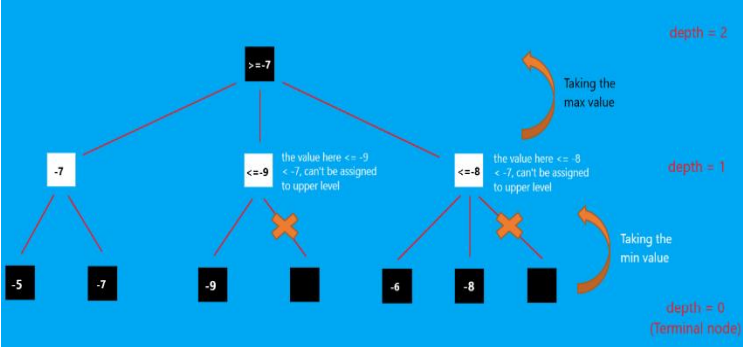 depth = 2
>=-7
Taking the
max value
-7
<=-9
the value here <= -9
< -7, can't be assigned
to upper level
<=-8
the value here <= -8
< -7, can't be assigned
to upper level
depth = 1
Taking the
min value
-5
-7
-9
-6
-8
depth = 0
(Terminal node)